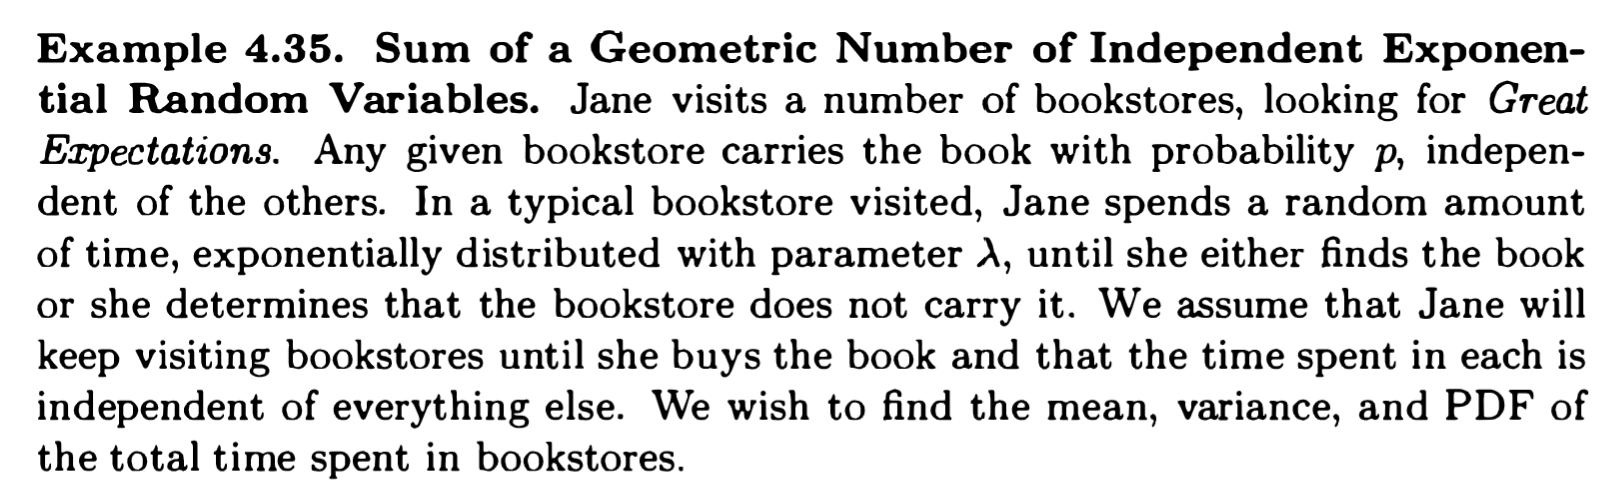 Example 4.35. Sum of a Geometric Number of Independent Exponen-
tial Random Variables. Jane visits a number of bookstores, looking for Great
Expectations. Any given bookstore carries the book with probability p, indepen-
dent of the others. In a typical bookstore visited, Jane spends a random amount
of time, exponentially distributed with parameter λ, until she either finds the book
or she determines that the bookstore does not carry it. We assume that Jane will
keep visiting bookstores until she buys the book and that the time spent in each is
independent of everything else. We wish to find the mean, variance, and PDF of
the total time spent in bookstores.